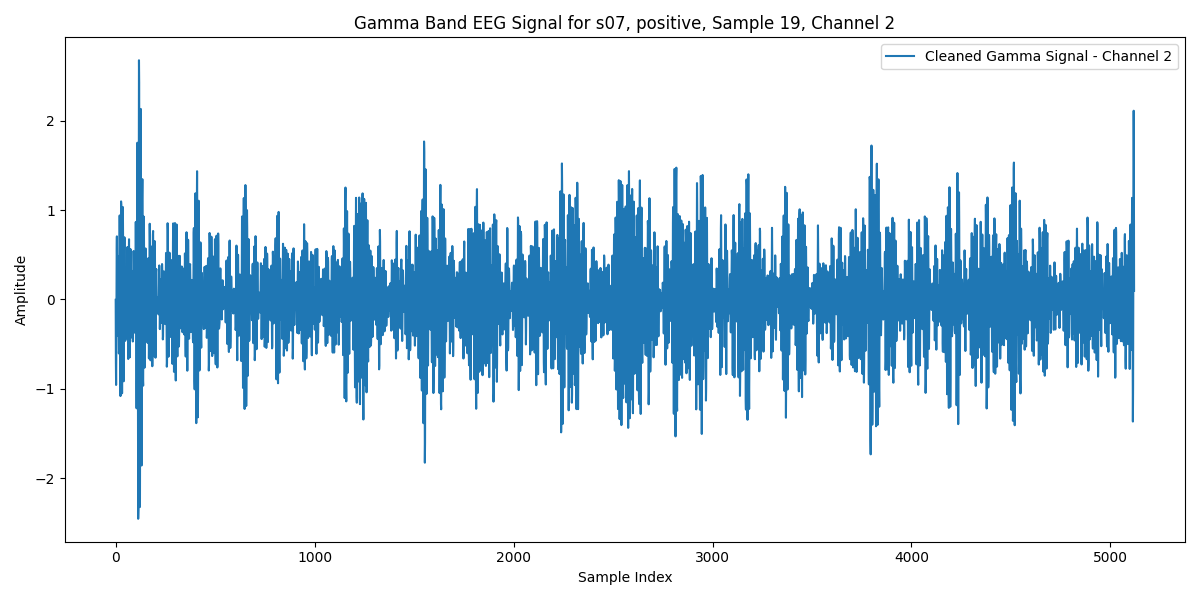 Gamma Band EEG Signal for s07, positive, Sample 19, Channel 2
Cleaned Gamma Signal - Channel 2
Amplitude
2
1
0
−1
−2
0 1000 2000 3000 4000 5000
Sample Index